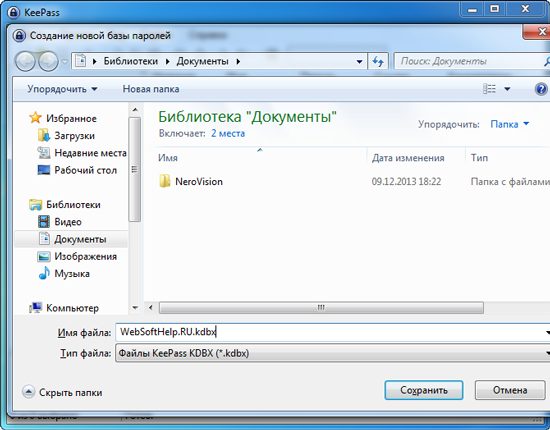 KeePass
Создание новой базы паролей
Справка
Библиотеки Документы
Поиск: Документы
Упорядочить Новая папка
Избранное
Загрузки
Недавние места
Рабочий стол
Библиотеки
Видео
Документы
Изображения
Музыка
Компьютер
Библиотека "Документы"
Включает: 2 места
Упорядочить: Папка
Имя Дата изменения Тип
NeroVision 09.12.2013 18:22 Папка с файлами
Имя файла: WebSoftHelp.RU.kdbx
Тип файла: Файлы KeePass KDBX (*.kdbx)
Скрыть папки
Сохранить Отмена